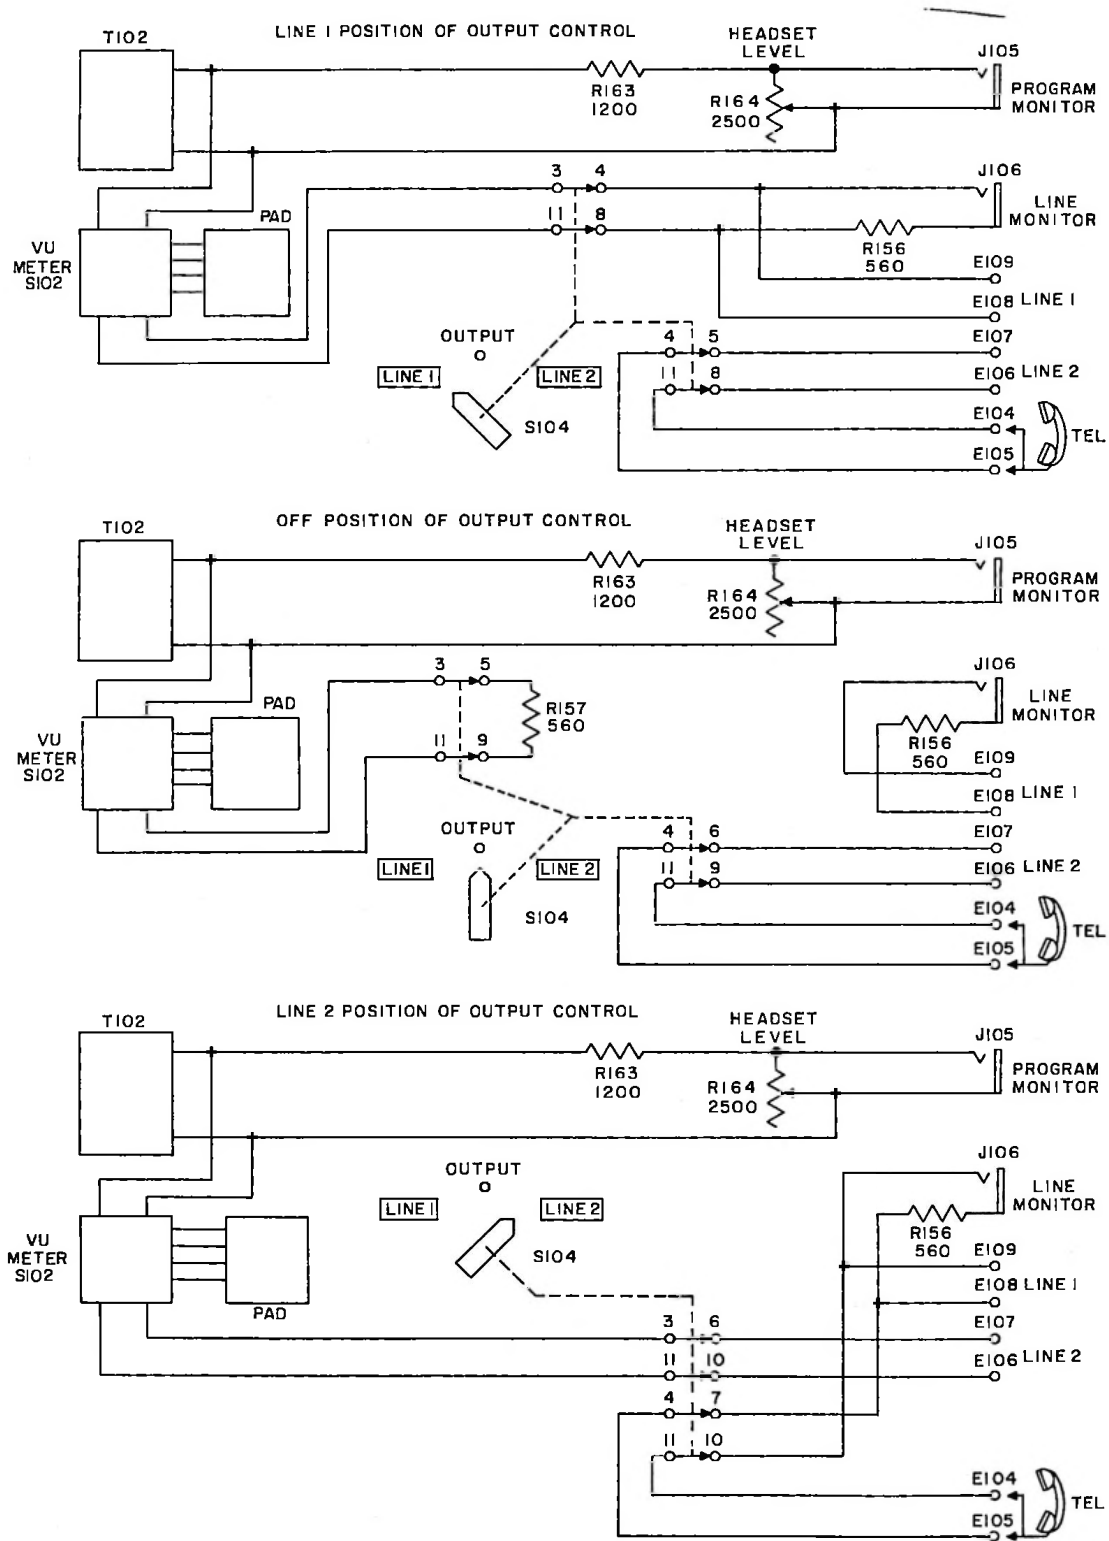 LINE 1 POSITION OF OUTPUT CONTROL
T102
HEADSET
LEVEL
J105
R163
1200
R164
2500
PROGRAM
MONITOR
3
4
J106
11
8
LINE
MONITOR
PAD
VU
METER
S102
R156
560
E109
E108 LINE 1
OUTPUT
4
5
E107
LINE 1
LINE 2
11
8
E106 LINE 2
S104
E104
TEL
E105
OFF POSITION OF OUTPUT CONTROL
T102
HEADSET
LEVEL
J105
R163
1200
R164
2500
PROGRAM
MONITOR
3
5
J106
PAD
R157
560
LINE
MONITOR
VU
METER
S102
11
9
R156
560
E109
E108 LINE 1
OUTPUT
4
6
E107
LINE 1
LINE 2
11
9
E106 LINE 2
S104
E104
TEL
E105
LINE 2 POSITION OF OUTPUT CONTROL
T102
HEADSET
LEVEL
J105
R163
1200
R164
2500
PROGRAM
MONITOR
OUTPUT
J106
LINE 1
LINE 2
LINE
MONITOR
VU
METER
S102
S104
R156
560
E109
E108 LINE 1
PAD
3
6
E107
11
10
E106 LINE 2
4
7
11
10
E104
TEL
E105